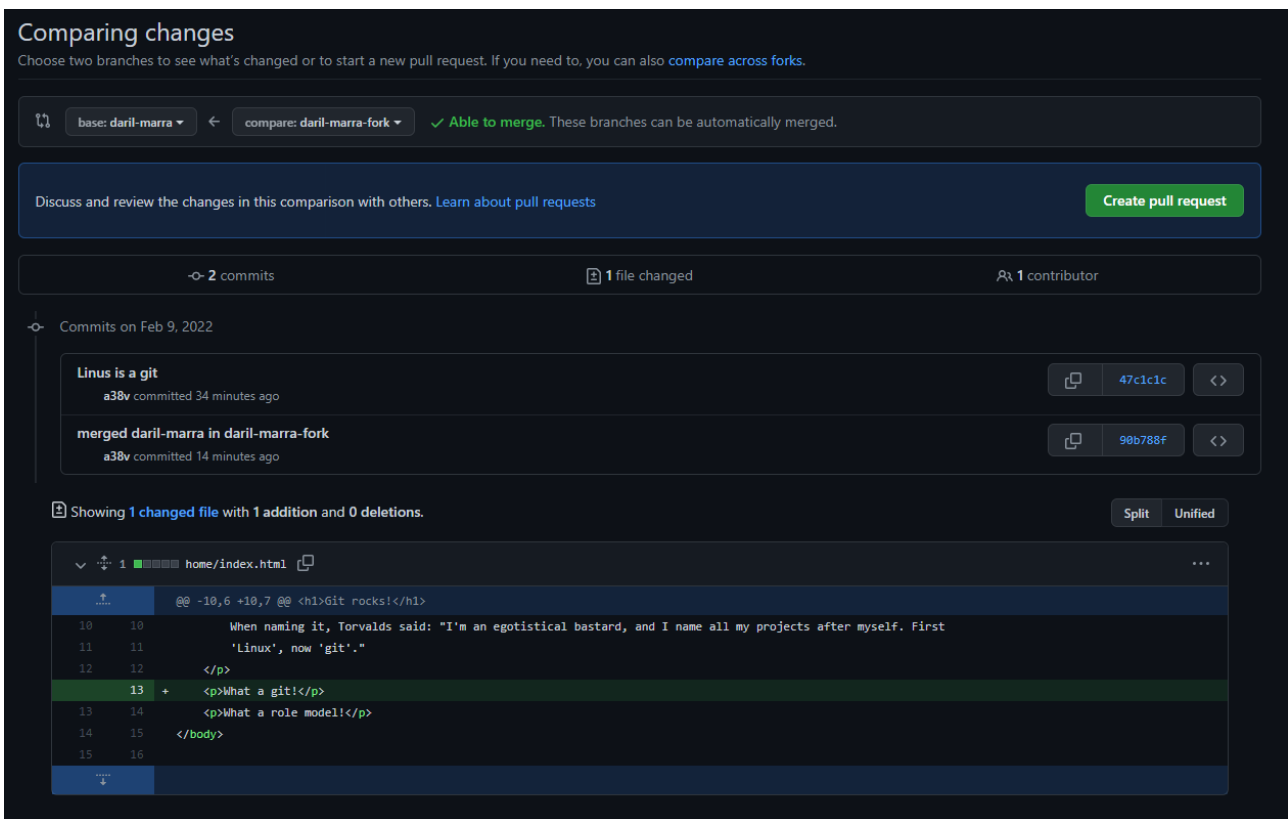 Comparing changes
Choose two branches to see what's changed or to start a new pull request. If you need to, you can also compare across forks.
base: daril-marra compare: daril-marra-fork Able to merge. These branches can be automatically merged.
Discuss and review the changes in this comparison with others. Learn about pull requests Create pull request
2 commits 1 file changed 1 contributor
Commits on Feb 9, 2022
Linus is a git
a38v committed 34 minutes ago 47c1c1c
merged daril-marra in daril-marra-fork
a38v committed 14 minutes ago 90b788f
Showing 1 changed file with 1 addition and 0 deletions. Split Unified
1 home/index.html
@@ -10,6 +10,7 @@ <h1>Git rocks!</h1>
10 10 When naming it, Torvalds said: "I'm an egotistical bastard, and I name all my projects after myself. First
11 11 'Linux', now 'git'."
12 12 </p>
13 + <p>What a git!</p>
13 14 <p>What a role model!</p>
14 15 </body>
15 16